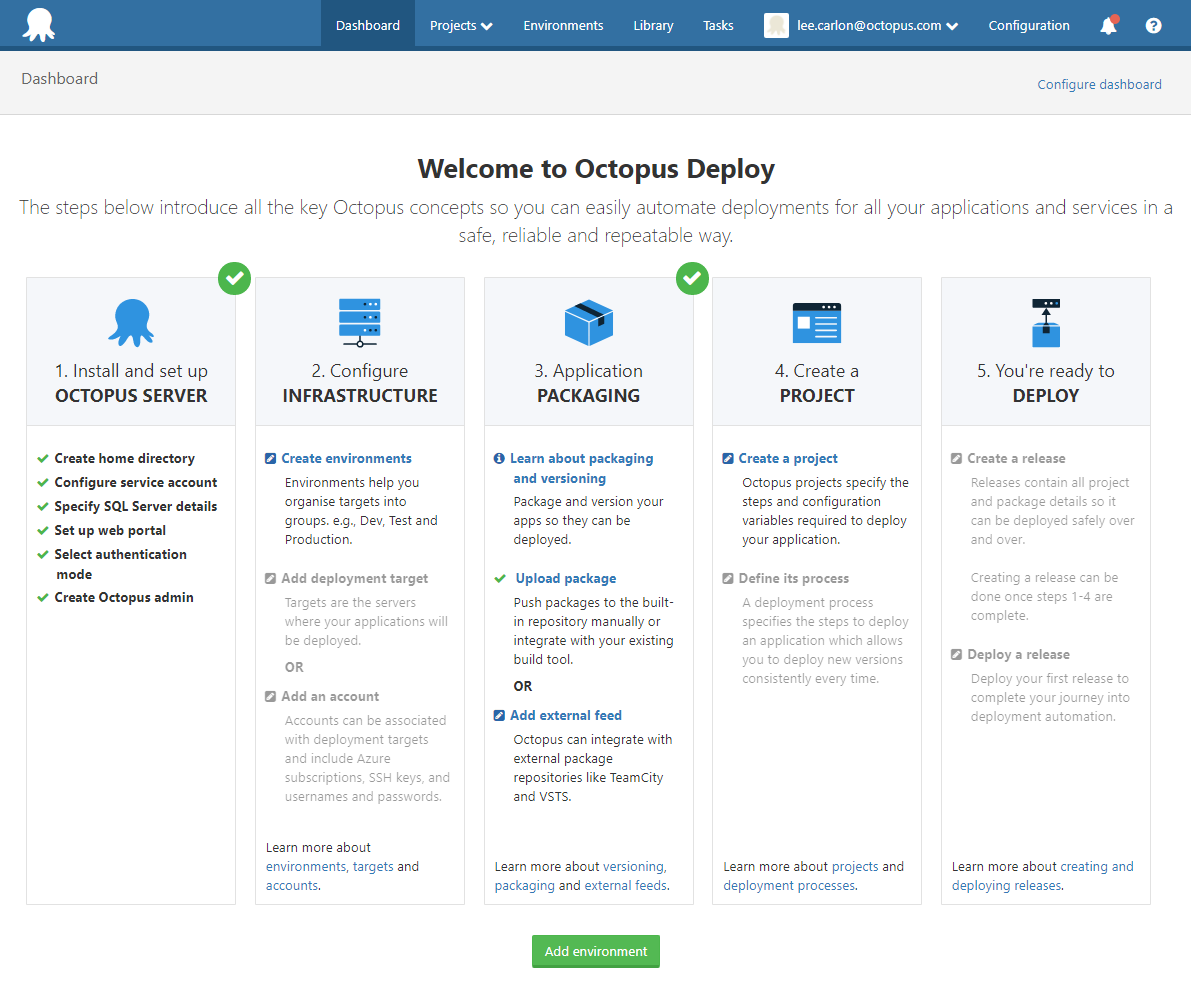 Dashboard Projects Environments Library Tasks lee.carlon@octopus.com Configuration
Dashboard
Configure dashboard
Welcome to Octopus Deploy
The steps below introduce all the key Octopus concepts so you can easily automate deployments for all your applications and services in a
safe, reliable and repeatable way.
1. Install and set up
OCTOPUS SERVER
Create home directory
Configure service account
Specify SQL Server details
Set up web portal
Select authentication
mode
Create Octopus admin
2. Configure
INFRASTRUCTURE
Create environments
Environments help you
organise targets into
groups. e.g., Dev, Test and
Production.
Add deployment target
Targets are the servers
where your applications will
be deployed.
OR
Add an account
Accounts can be associated
with deployment targets
and include Azure
subscriptions, SSH keys, and
usernames and passwords.
Learn more about
environments, targets and
accounts.
3. Application
PACKAGING
Learn about packaging
and versioning
Package and version your
apps so they can be
deployed.
Upload package
Push packages to the built-
in repository manually or
integrate with your existing
build tool.
OR
Add external feed
Octopus can integrate with
external package
repositories like TeamCity
and VSTS.
Learn more about versioning,
packaging and external feeds.
4. Create a
PROJECT
Create a project
Octopus projects specify the
steps and configuration
variables required to deploy
your application.
Define its process
A deployment process
specifies the steps to deploy
an application which allows
you to deploy new versions
consistently every time.
Learn more about projects and
deployment processes.
5. You're ready to
DEPLOY
Create a release
Releases contain all project
and package details so it
can be deployed safely over
and over.
Creating a release can be
done once steps 1-4 are
complete.
Deploy a release
Deploy your first release to
complete your journey into
deployment automation.
Learn more about creating and
deploying releases.
Add environment